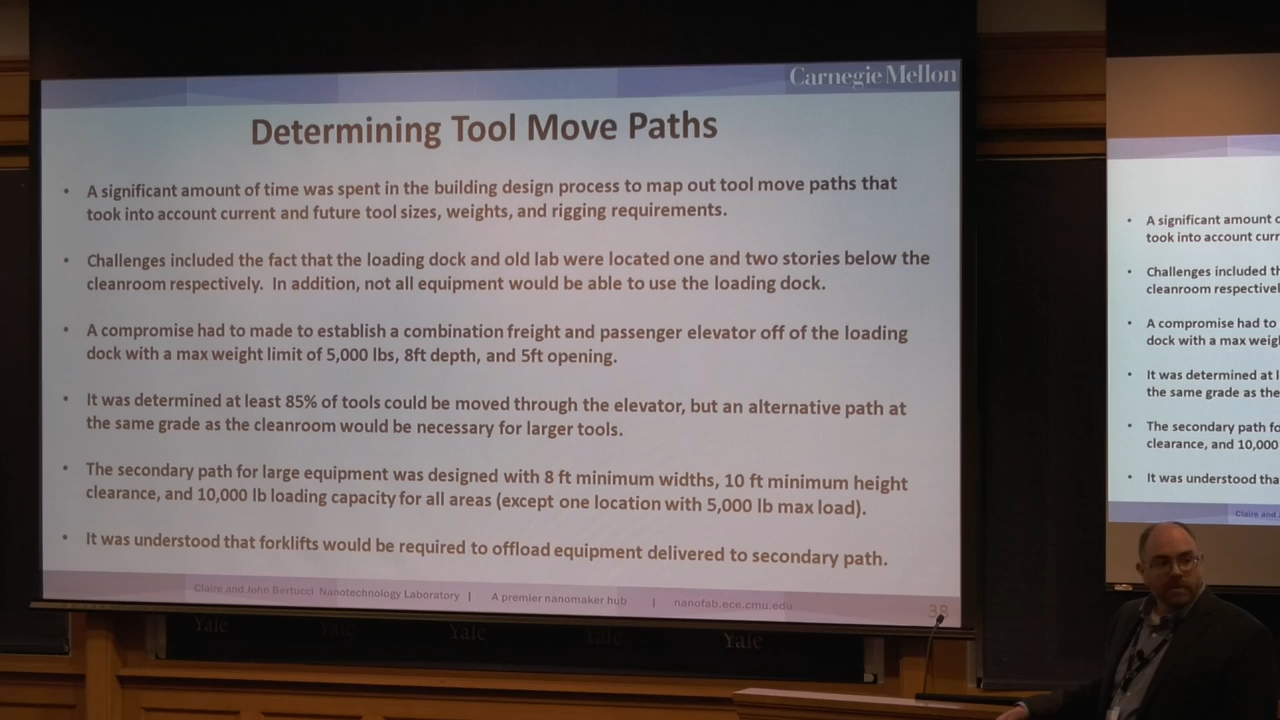 Carnegie Mellon
Determining Tool Move Paths
• A significant amount of time was spent in the building design process to map out tool move paths that
took into account current and future tool sizes, weights, and rigging requirements.
• Challenges included the fact that the loading dock and old lab were located one and two stories below the
cleanroom respectively. In addition, not all equipment would be able to use the loading dock.
• A compromise had to made to establish a combination freight and passenger elevator off of the loading
dock with a max weight limit of 5,000 lbs, 8ft depth, and 5ft opening.
• It was determined at least 85% of tools could be moved through the elevator, but an alternative path at
the same grade as the cleanroom would be necessary for larger tools.
• The secondary path for large equipment was designed with 8 ft minimum widths, 10 ft minimum height
clearance, and 10,000 lb loading capacity for all areas (except one location with 5,000 lb max load).
• It was understood that forklifts would be required to offload equipment delivered to secondary path.
Claire and John Bertucci Nanotechnology Laboratory | A premier nanomaker hub | nanofab.ece.cmu.edu
38
Yale Yale Yale Yale Yale
• A significant amount
took into account curr
• Challenges included
cleanroom respectivel
• A compromise had to
dock with a max weig
• It was determined at l
the same grade as the
• The secondary path fo
clearance, and 10,000
• It was understood tha
Claire and